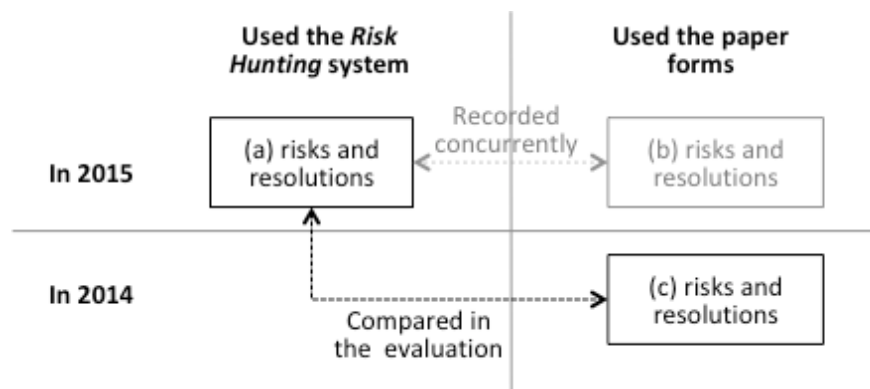 Used the Risk
Hunting system
Used the paper
forms
Recorded
concurrently
In 2015
(a) risks and
resolutions
(b) risks and
resolutions
In 2014
(c) risks and
resolutions
Compared in
the evaluation